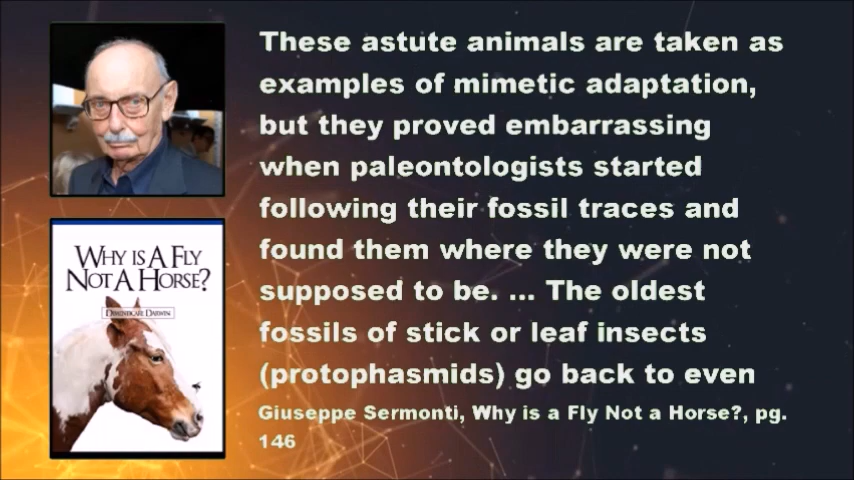 These astute animals are taken as
examples of mimetic adaptation,
but they proved embarrassing
when paleontologists started
following their fossil traces and
found them where they were not
supposed to be. ... The oldest
fossils of stick or leaf insects
(protophasmids) go back to even
Giuseppe Sermonti, Why is a Fly Not a Horse?, pg.
146
WHY IS A FLY
NOT A HORSE?